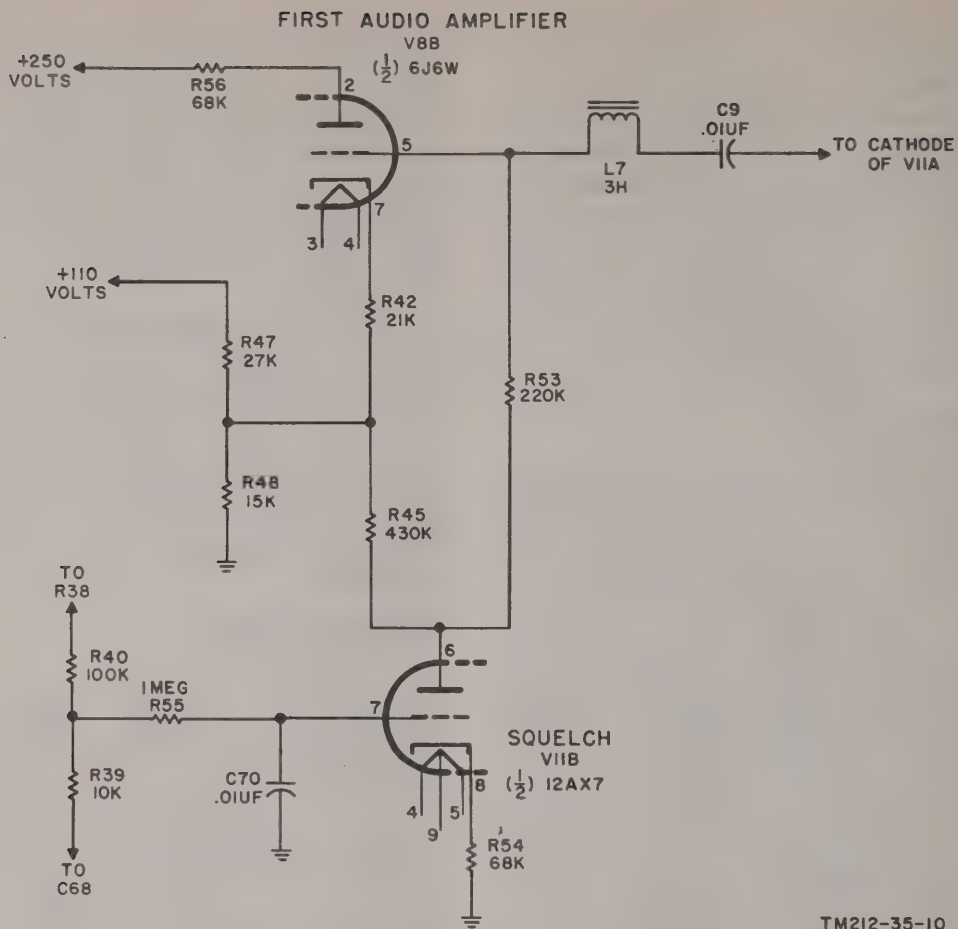 FIRST AUDIO AMPLIFIER
V8B
(1/2) 6J6W
+250
VOLTS
R56
68K
2
5
7
3
4
C9
.01UF
L7
3H
TO CATHODE
OF V11A
+110
VOLTS
R42
21K
R47
27K
R53
220K
R48
15K
R45
430K
TO
R38
R40
100K
1 MEG
R55
6
7
SQUELCH
V11B
(1/2) 12AX7
R39
10K
C70
.01UF
4
9
5
8
R54
68K
TO
C68
TM212-35-10